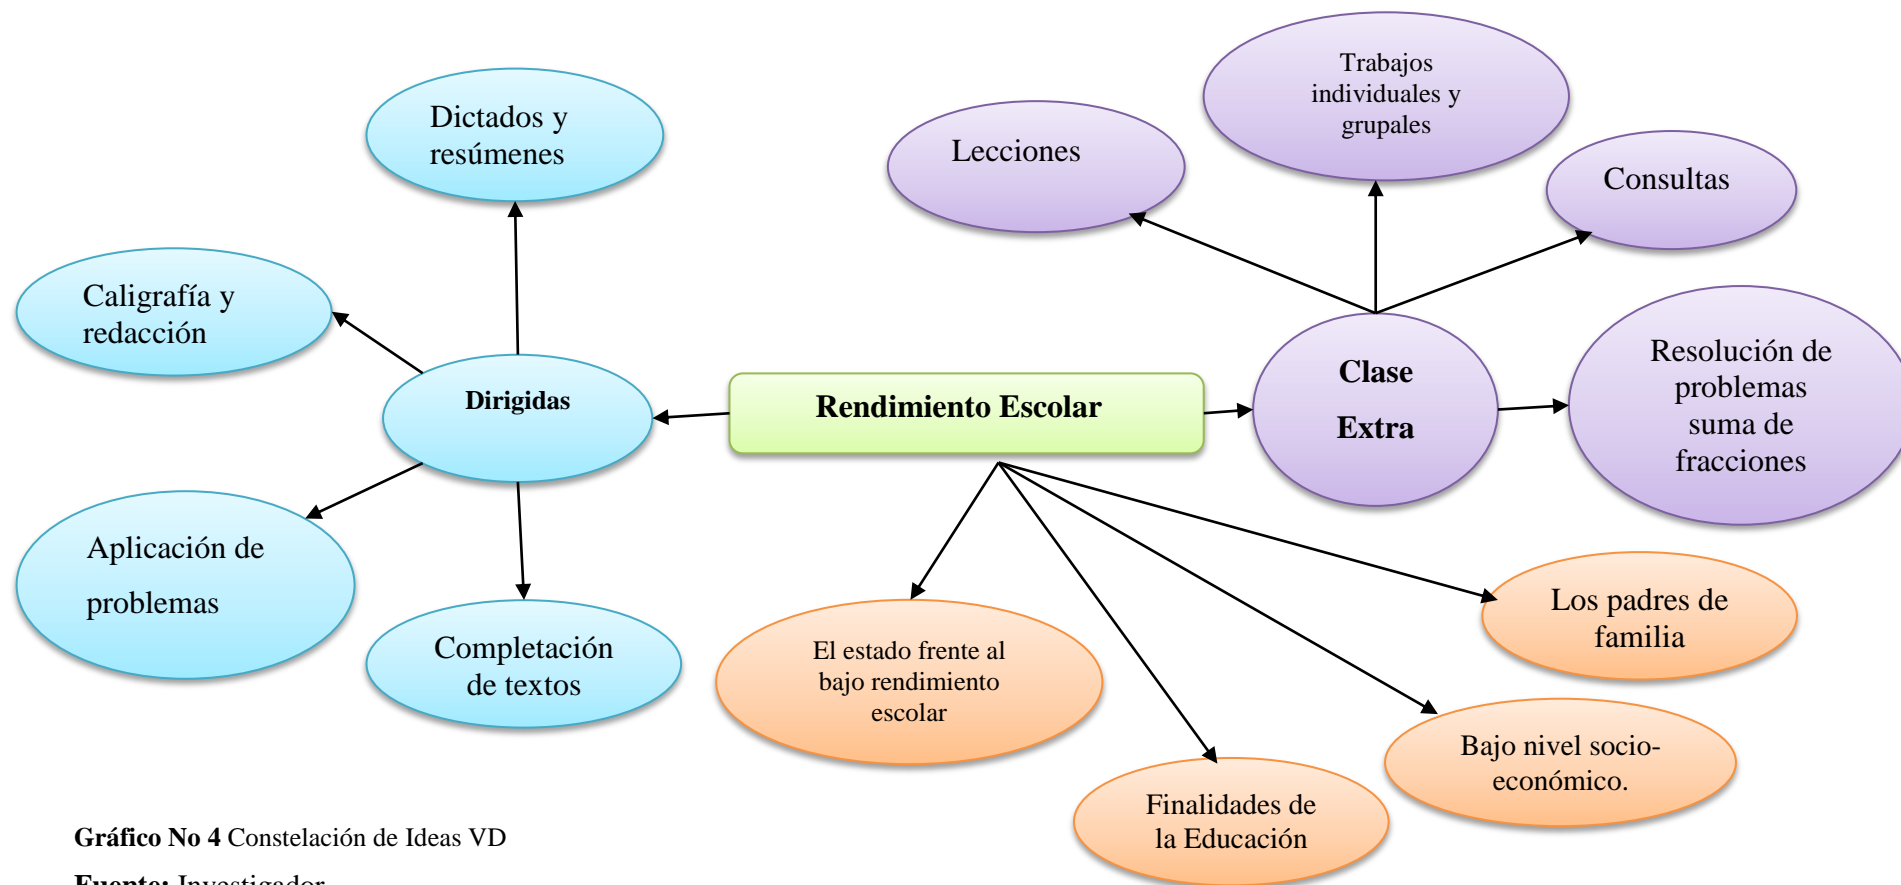 Dictados y
resúmenes
Caligrafía y
redacción
Dirigidas
Aplicación de
problemas
Completación
de textos
Rendimiento Escolar
Lecciones
Trabajos
individuales y
grupales
Consultas
Clase
Extra
Resolución de
problemas
suma de
fracciones
El estado frente al
bajo rendimiento
escolar
Finalidades de
la Educación
Bajo nivel socio-
económico.
Los padres de
familia
Gráfico No 4 Constelación de Ideas VD
Fuente: Investigador